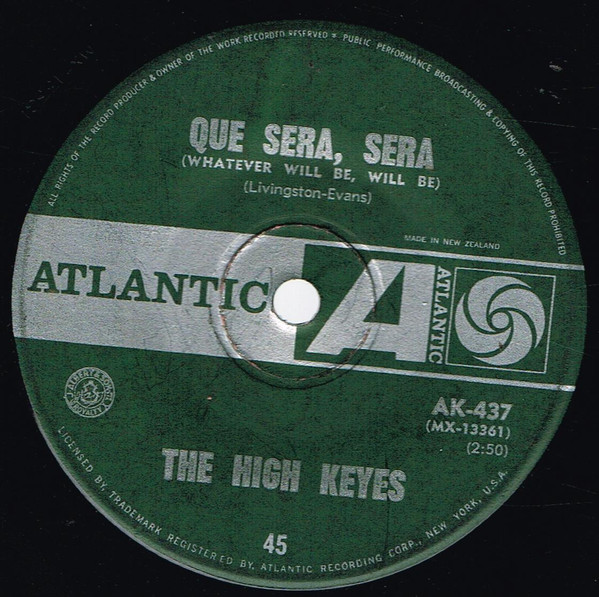 ALL RIGHTS OF THE RECORD PRODUCER & OWNER OF THE WORK RECORDED RESERVED * PUBLIC PERFORMANCE BROADCASTING & COPYING OF THIS RECORD PROHIBITED
QUE SERA, SERA
(WHATEVER WILL BE, WILL BE)
(Livingston-Evans)
MADE IN NEW ZEALAND
ATLANTIC
A
ATLANTIC
AK-437
(MX-13361)
(2:50)
THE HIGH KEYES
45
LICENSED BY, TRADEMARK REGISTERED BY, ATLANTIC RECORDING CORP., NEW YORK, U.S.A.